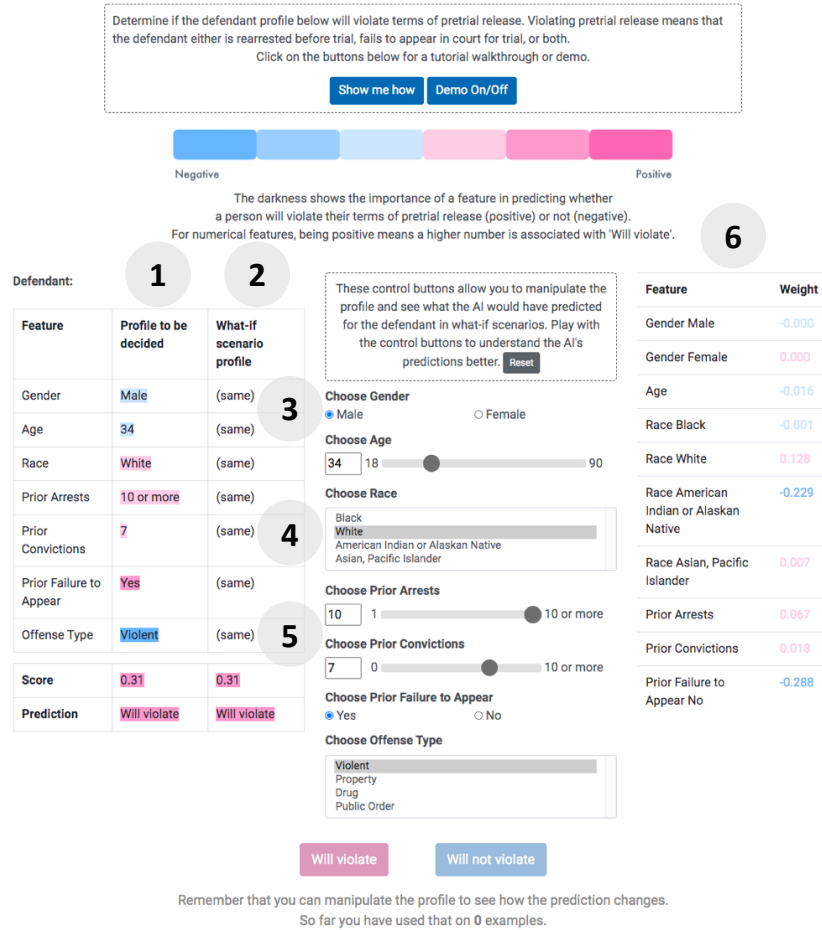 Determine if the defendant profile below will violate terms of pretrial release. Violating pretrial release means that
the defendant either is rearrested before trial, fails to appear in court for trial, or both.
Click on the buttons below for a tutorial walkthrough or demo.
Show me how Demo On/Off
Negative Positive
The darkness shows the importance of a feature in predicting whether
a person will violate their terms of pretrial release (positive) or not (negative).
For numerical features, being positive means a higher number is associated with 'Will violate'.
1
2
Defendant:
Feature Profile to be decided What-if scenario profile
Gender Male (same)
Age 34 (same)
Race White (same)
Prior Arrests 10 or more (same)
Prior Convictions 7 (same)
Prior Failure to Appear Yes (same)
Offense Type Violent (same)
Score 0.31 0.31
Prediction Will violate Will violate
These control buttons allow you to manipulate the
profile and see what the AI would have predicted
for the defendant in what-if scenarios. Play with
the control buttons to understand the AI's
predictions better. Reset
3
Choose Gender
Male Female
Choose Age
34 18 90
Choose Race
4
Black
White
American Indian or Alaskan Native
Asian, Pacific Islander
Choose Prior Arrests
10 1 10 or more
5
Choose Prior Convictions
7 0 10 or more
Choose Prior Failure to Appear
Yes No
Choose Offense Type
Violent
Property
Drug
Public Order
6
Feature Weight
Gender Male -0.000
Gender Female 0.000
Age -0.016
Race Black -0.001
Race White 0.128
Race American Indian or Alaskan Native -0.229
Race Asian, Pacific Islander 0.007
Prior Arrests 0.067
Prior Convictions 0.018
Prior Failure to Appear No -0.288
Will violate Will not violate
Remember that you can manipulate the profile to see how the prediction changes.
So far you have used that on 0 examples.